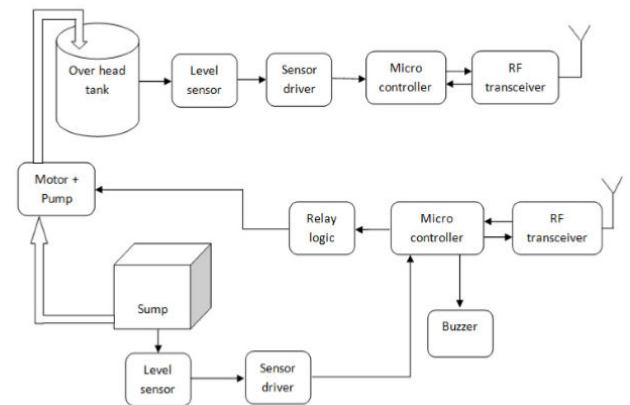 Over head
tank
Level
sensor
Sensor
driver
Micro
controller
RF
transceiver
Motor +
Pump
Relay
logic
Micro
controller
RF
transceiver
Sump
Buzzer
Level
sensor
Sensor
driver